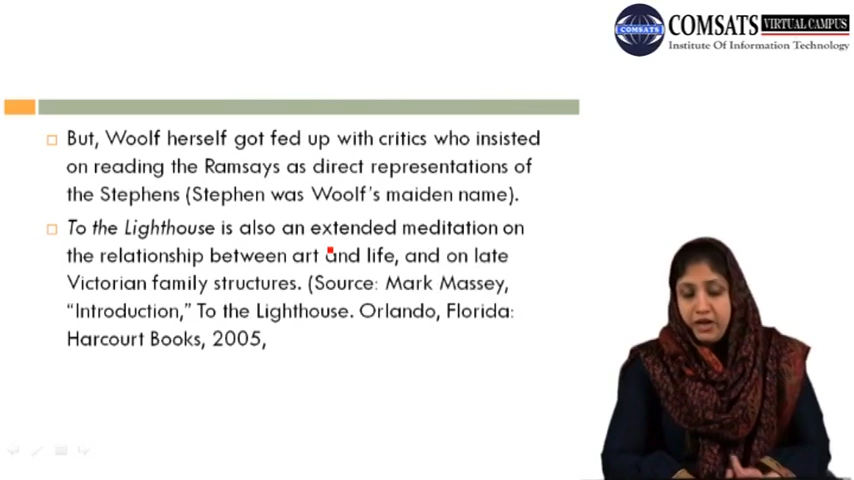 COMSATS
COMSATS VIRTUAL CAMPUS
Institute Of Information Technology
But, Woolf herself got fed up with critics who insisted
on reading the Ramsays as direct representations of
the Stephens (Stephen was Woolf's maiden name).
To the Lighthouse is also an extended meditation on
the relationship between art and life, and on late
Victorian family structures. (Source: Mark Massey,
"Introduction," To the Lighthouse. Orlando, Florida:
Harcourt Books, 2005,